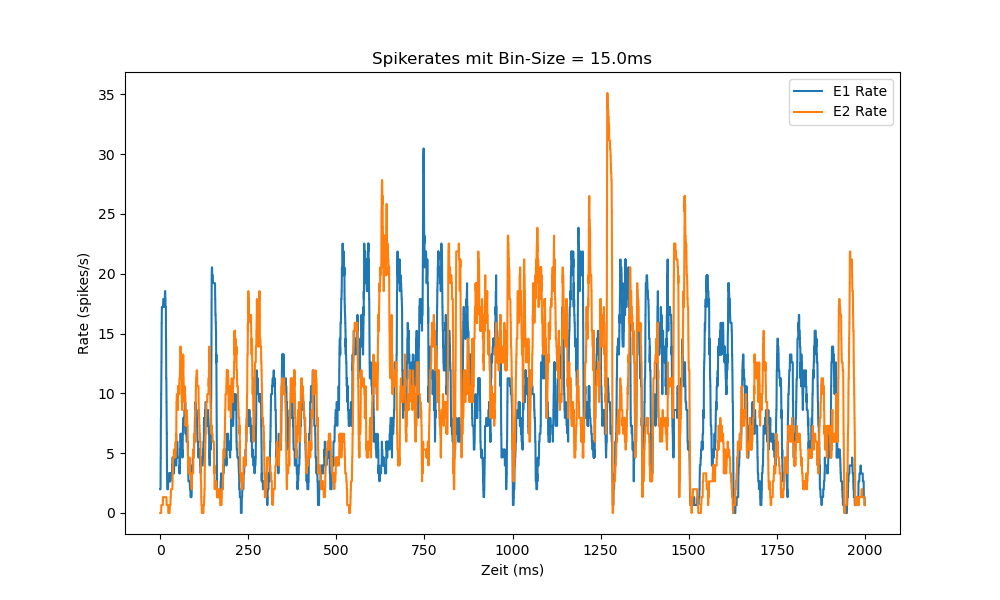 Spikerates mit Bin-Size = 15.0ms
E1 Rate
E2 Rate
35
30
25
20
15
10
5
0
Rate (spikes/s)
0 250 500 750 1000 1250 1500 1750 2000
Zeit (ms)